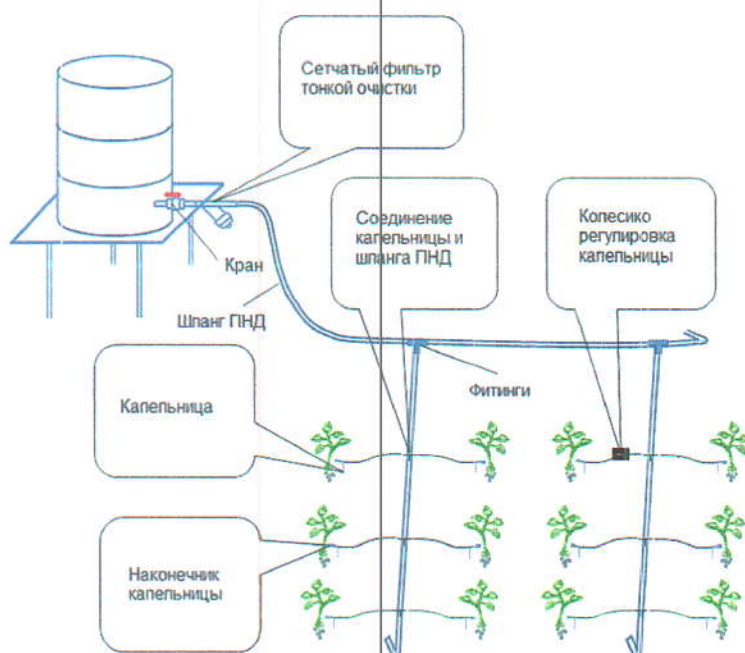 Сетчатый фильтр
тонкой очистки
Соединение
капельницы и
шланга ПНД
Колесико
регулировка
капельницы
Кран
Шланг ПНД
Фитинги
Капельница
Наконечник
капельницы